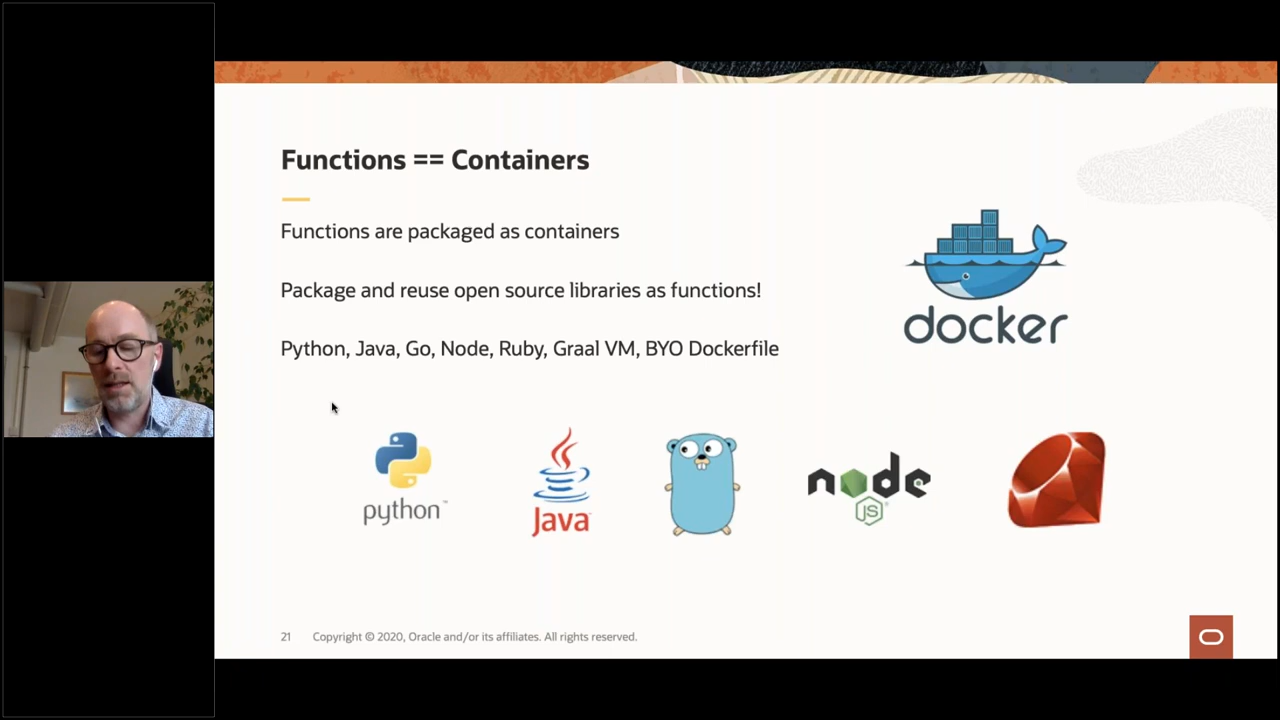 Functions == Containers
Functions are packaged as containers
Package and reuse open source libraries as functions!
Python, Java, Go, Node, Ruby, Graal VM, BYO Dockerfile
docker
python™
Java™
node
JS®
21 Copyright © 2020, Oracle and/or its affiliates. All rights reserved.